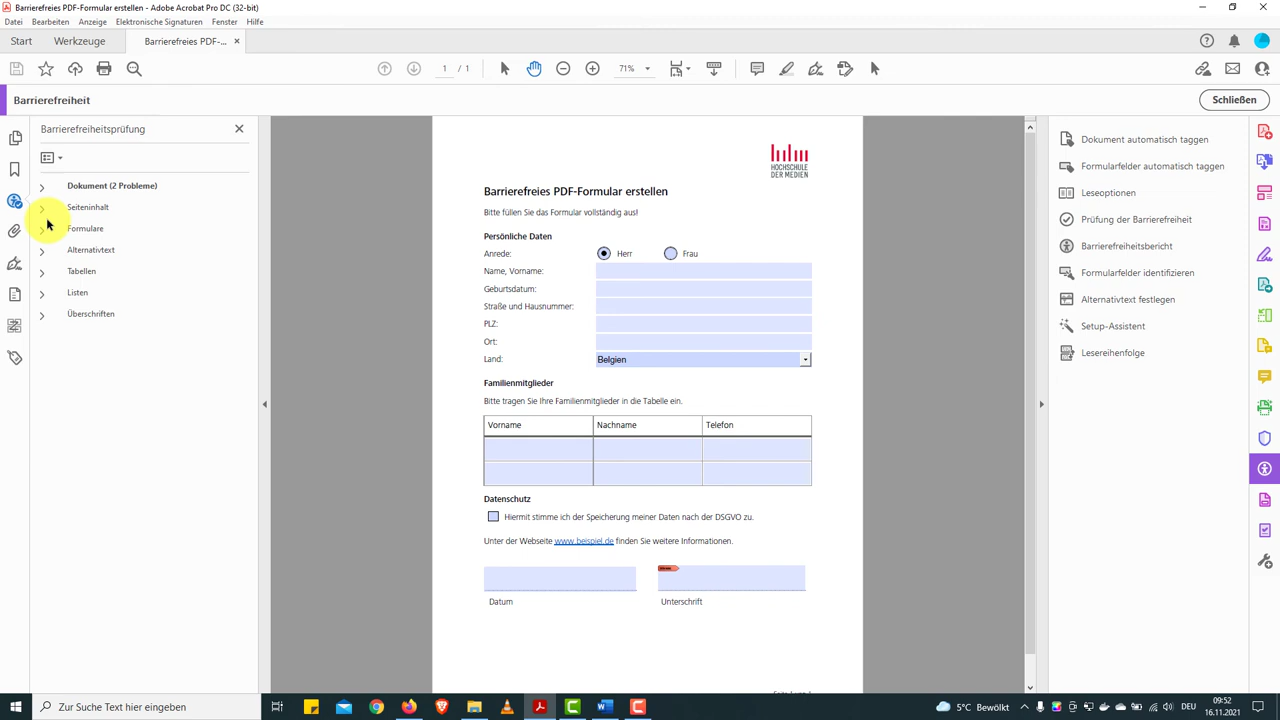 Barrierefreies PDF-Formular erstellen - Adobe Acrobat Pro DC (32-bit)
Datei Bearbeiten Anzeige Elektronische Signaturen Fenster Hilfe
Start Werkzeuge Barrierefreies PDF-... ×
1 / 1 71%
Barrierefreiheit Schließen
Barrierefreiheitsprüfung
Dokument (2 Probleme)
Seiteninhalt
Formulare
Alternativtext
Tabellen
Listen
Überschriften
HOCHSCHULE
DER MEDIEN
Barrierefreies PDF-Formular erstellen
Bitte füllen Sie das Formular vollständig aus!
Persönliche Daten
Anrede: Herr Frau
Name, Vorname:
Geburtsdatum:
Straße und Hausnummer:
PLZ:
Ort:
Land: Belgien
Familienmitglieder
Bitte tragen Sie Ihre Familienmitglieder in die Tabelle ein.
Vorname Nachname Telefon
Datenschutz
Hiermit stimme ich der Speicherung meiner Daten nach der DSGVO zu.
Unter der Webseite www.beispiel.de finden Sie weitere Informationen.
Datum Unterschrift
Dokument automatisch taggen
Formularfelder automatisch taggen
Leseoptionen
Prüfung der Barrierefreiheit
Barrierefreiheitsbericht
Formularfelder identifizieren
Alternativtext festlegen
Setup-Assistent
Lesereihenfolge
Zur Suche Text hier eingeben
5°C Bewölkt DEU 09:52
16.11.2021